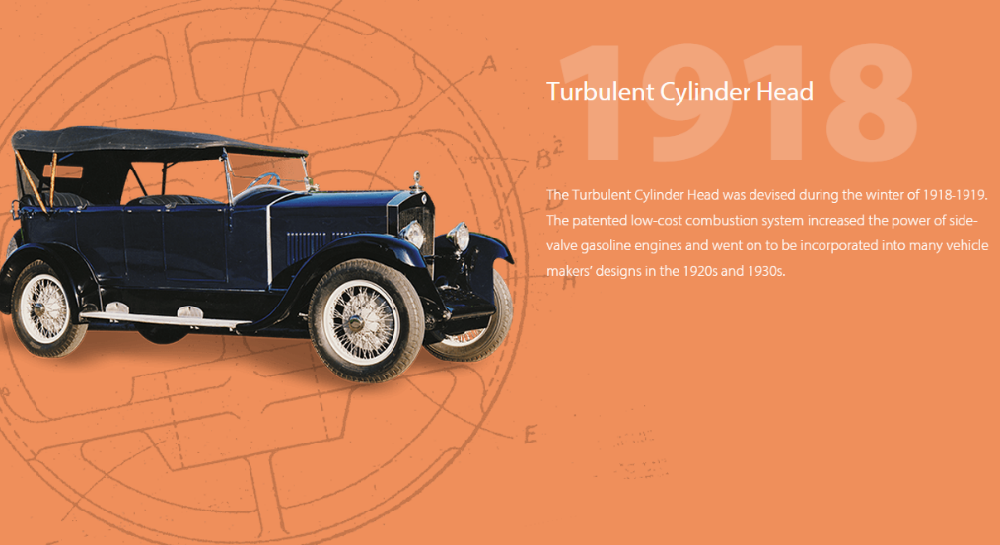 1918
Turbulent Cylinder Head
The Turbulent Cylinder Head was devised during the winter of 1918-1919.
The patented low-cost combustion system increased the power of side-
valve gasoline engines and went on to be incorporated into many vehicle
makers' designs in the 1920s and 1930s.
A
B²
D
H
E